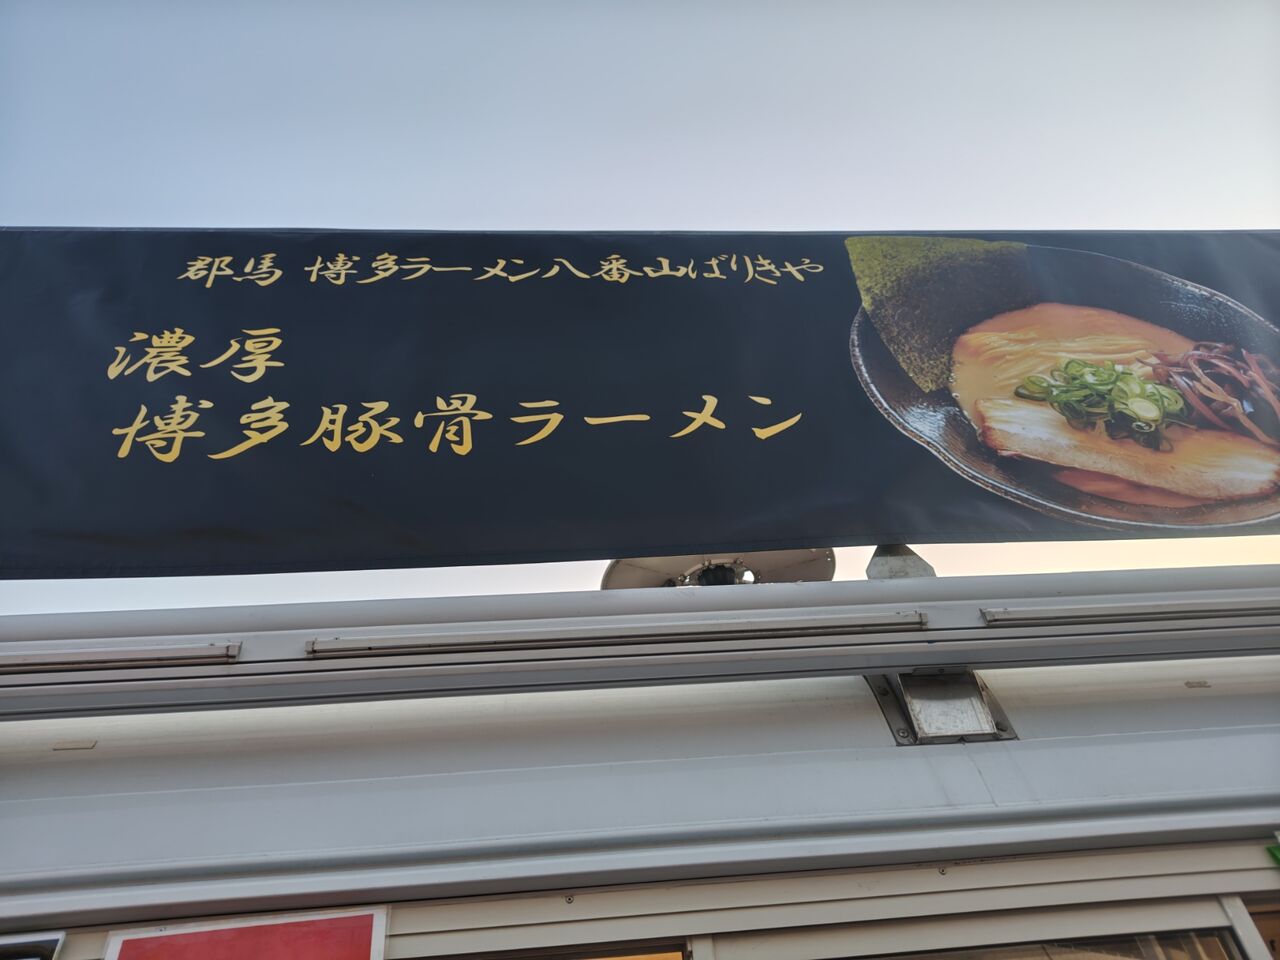 郡馬 博多ラーメン八番山ばりきや
濃厚
博多豚骨ラーメン